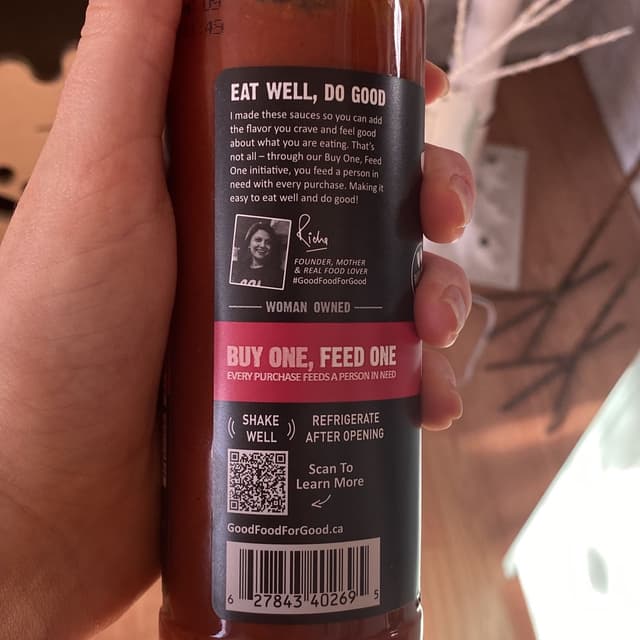 EAT WELL, DO GOOD
I made these sauces so you can add
the flavor you crave and feel good
about what you are eating. That's
not all – through our Buy One, Feed
One initiative, you feed a person in
need with every purchase. Making it
easy to eat well and do good!
Richa
FOUNDER, MOTHER
& REAL FOOD LOVER
#GoodFoodForGood
WOMAN OWNED
BUY ONE, FEED ONE
EVERY PURCHASE FEEDS A PERSON IN NEED
SHAKE WELL
REFRIGERATE AFTER OPENING
Scan To
Learn More
GoodFoodForGood.ca
6 27843 40269 5